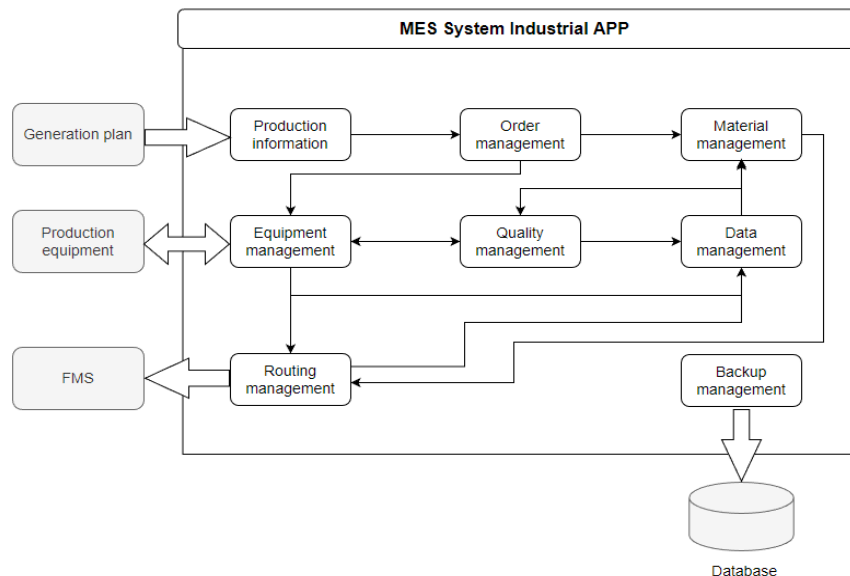 MES System Industrial APP
Generation plan
Production
information
Order
management
Material
management
Production
equipment
Equipment
management
Quality
management
Data
management
FMS
Routing
management
Backup
management
Database